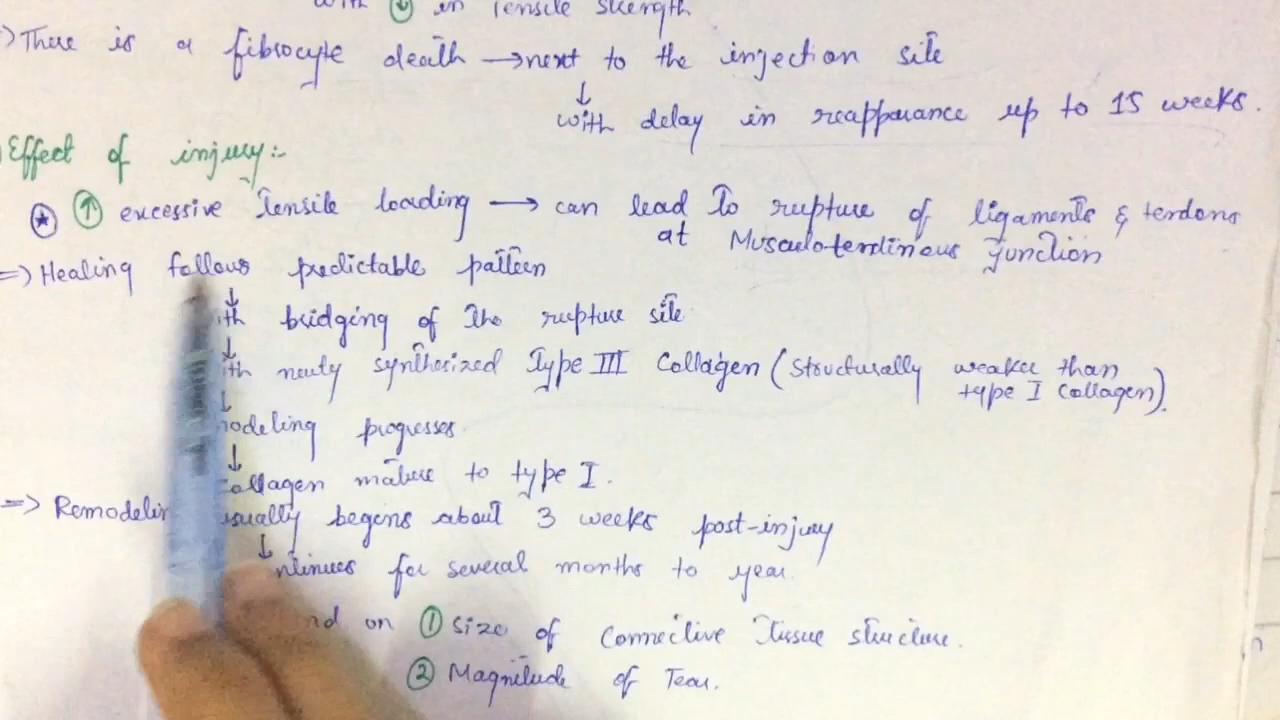 with ↓ in Tensile strength
⇒ There is a fibrocyte death → next to the injection site
↓
with delay in reapparance up to 15 weeks.
Effect of injury:-
★ ↑ excessive Tensile loading → can lead To rupture of ligaments & tendons
at Musculotendinous junction
⇒ Healing follows predictable pattern
↓
bridging of the rupture site
↓
newly synthesized Type III Collagen (structurally weaker than
type I Collagen).
↓
progresses
↓
Collagen mature to type I.
⇒ begins about 3 weeks post-injury
↓
for several months to year.
on ① size of Connective Tissue structure.
② Magnitude of Tear.